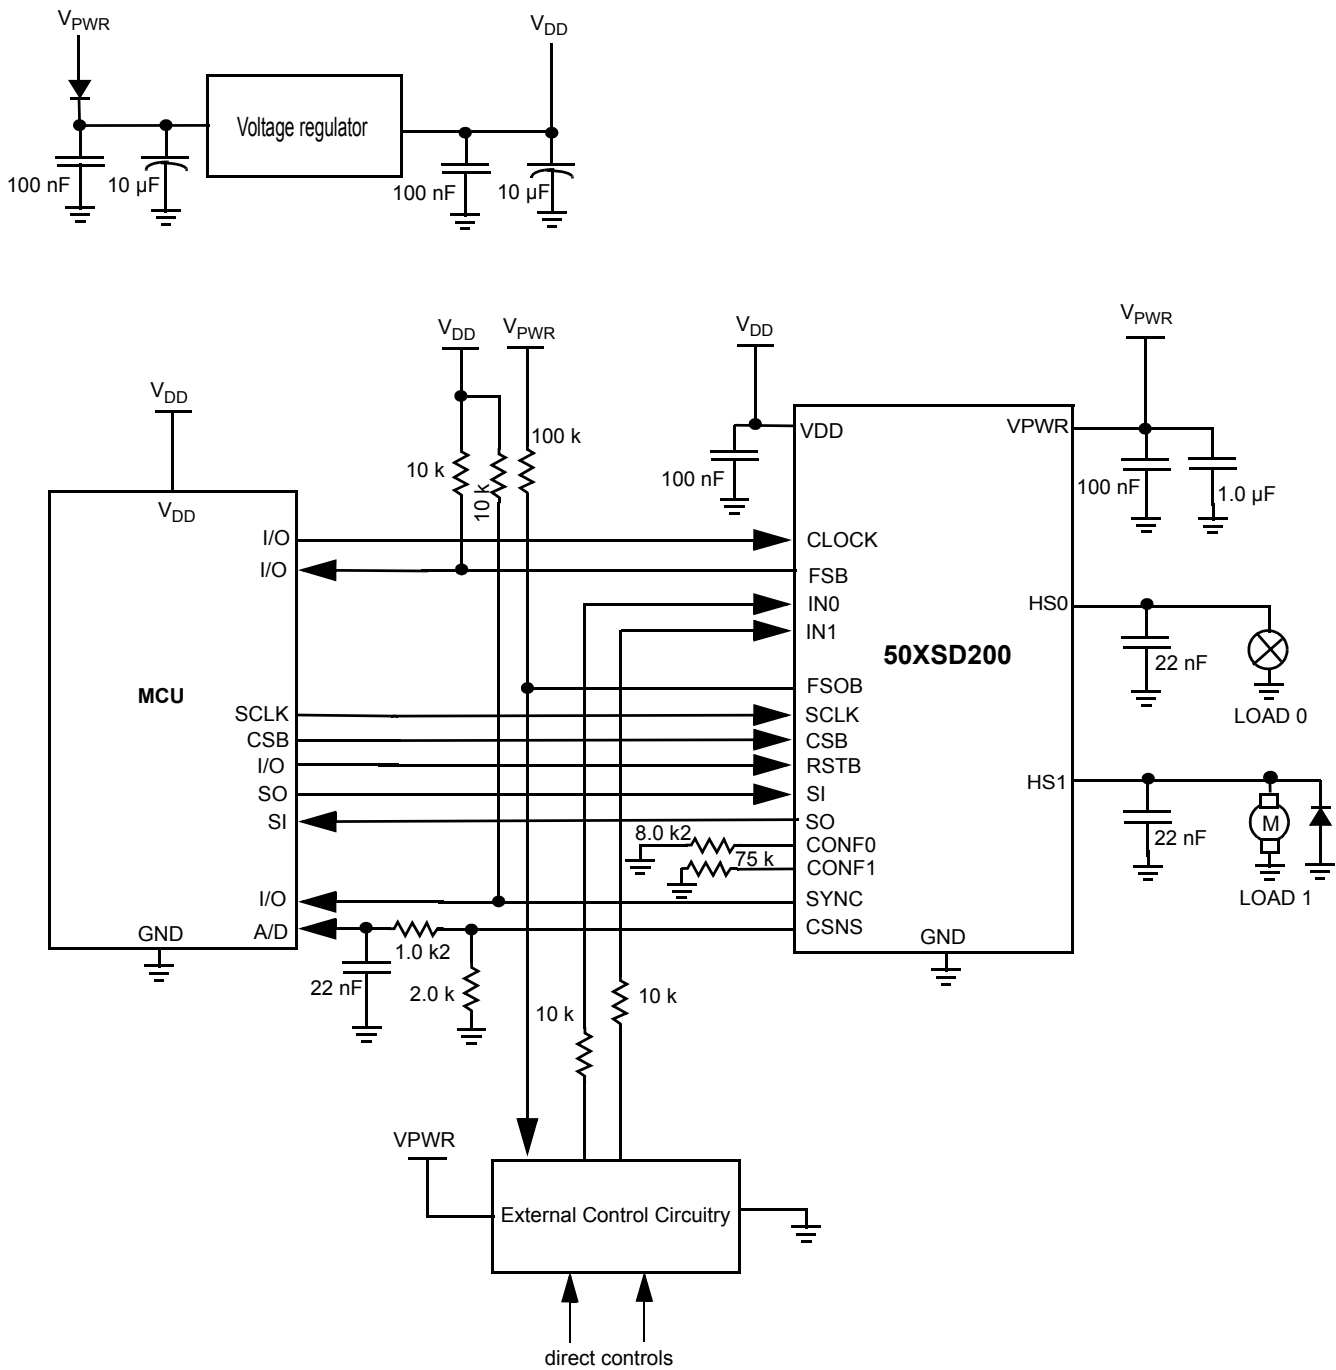 VPWR
VDD
Voltage regulator
100 nF
10 µF
100 nF
10 µF
VDD
VPWR
VDD
VPWR
VDD
100 k
10 k
10 k
VDD
VPWR
100 nF
100 nF
1.0 µF
VDD
I/O
CLOCK
I/O
FSB
IN0
HS0
IN1
50XSD200
22 nF
MCU
FSOB
LOAD 0
SCLK
SCLK
CSB
CSB
I/O
RSTB
HS1
SO
SI
SI
SO
M
22 nF
8.0 k2
CONF0
75 k
CONF1
I/O
SYNC
LOAD 1
GND
A/D
CSNS
GND
1.0 k2
22 nF
2.0 k
10 k
10 k
VPWR
External Control Circuitry
direct controls